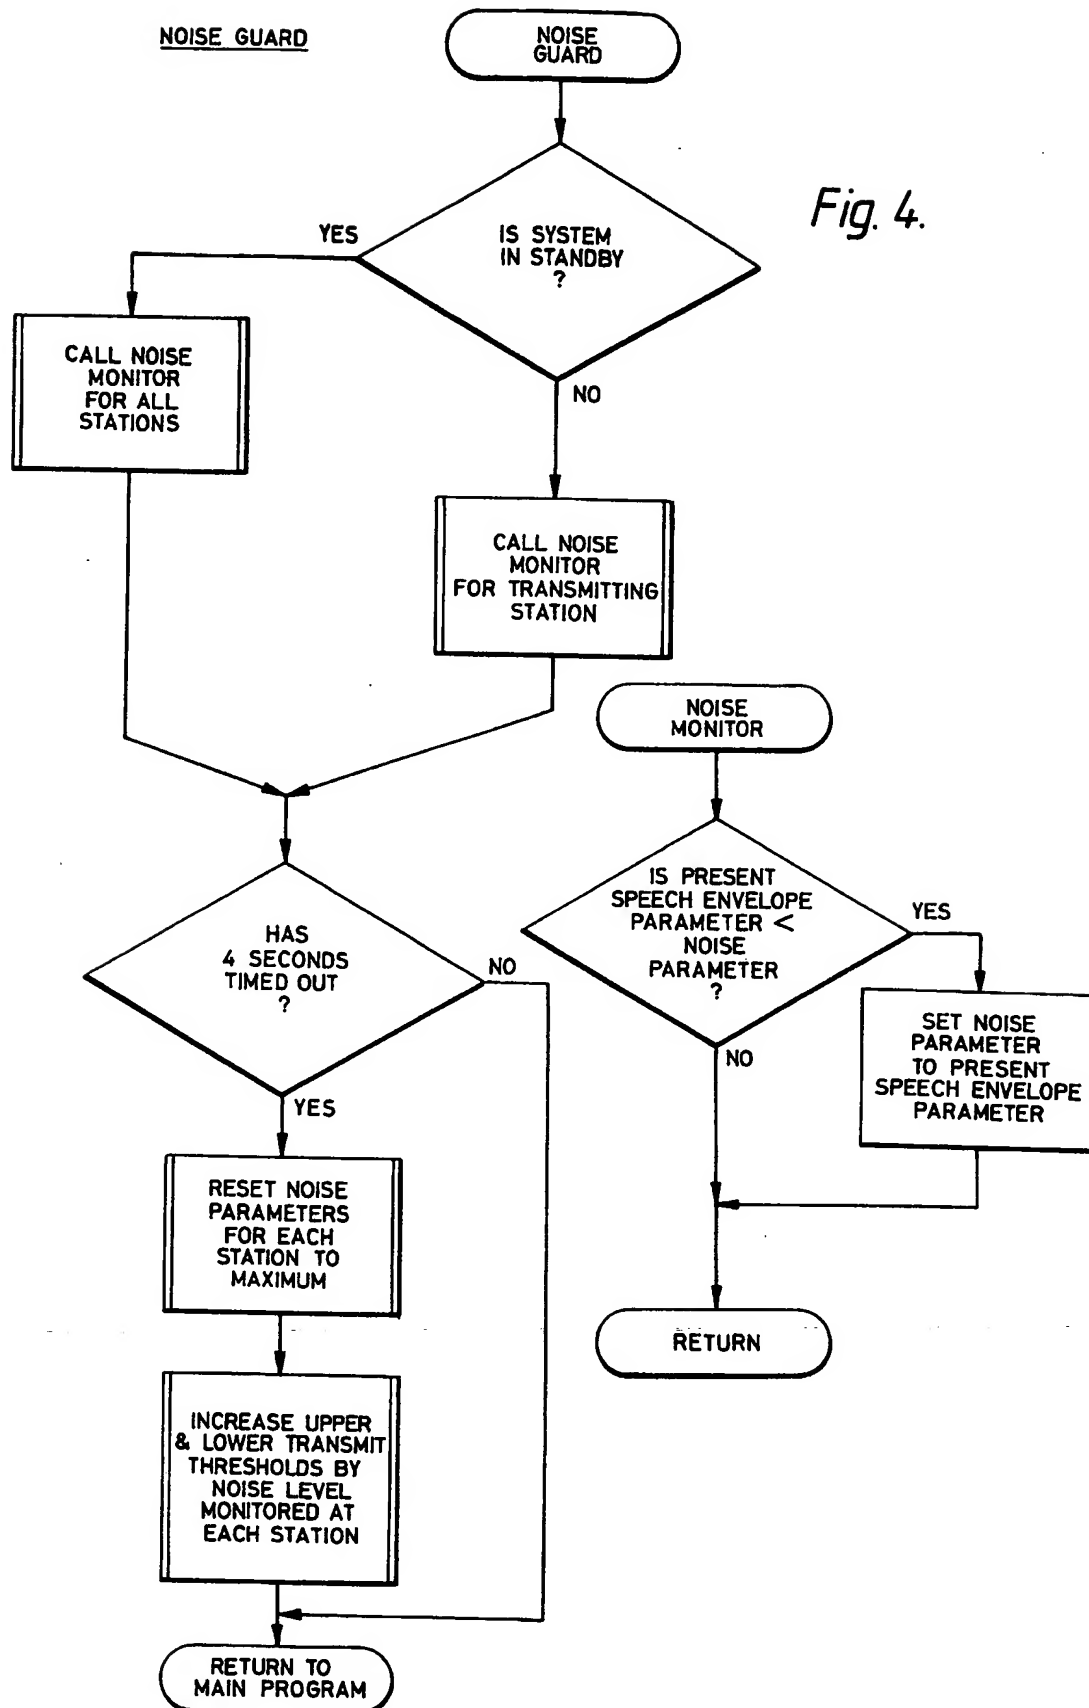 NOISE GUARD
NOISE
GUARD
Fig. 4.
IS SYSTEM
IN STANDBY
?
YES
NO
CALL NOISE
MONITOR
FOR ALL
STATIONS
CALL NOISE
MONITOR
FOR TRANSMITTING
STATION
HAS
4 SECONDS
TIMED OUT
?
NO
YES
RESET NOISE
PARAMETERS
FOR EACH
STATION TO
MAXIMUM
INCREASE UPPER
& LOWER TRANSMIT
THRESHOLDS BY
NOISE LEVEL
MONITORED AT
EACH STATION
RETURN TO
MAIN PROGRAM
NOISE
MONITOR
IS PRESENT
SPEECH ENVELOPE
PARAMETER <
NOISE
PARAMETER
?
YES
NO
SET NOISE
PARAMETER
TO PRESENT
SPEECH ENVELOPE
PARAMETER
RETURN